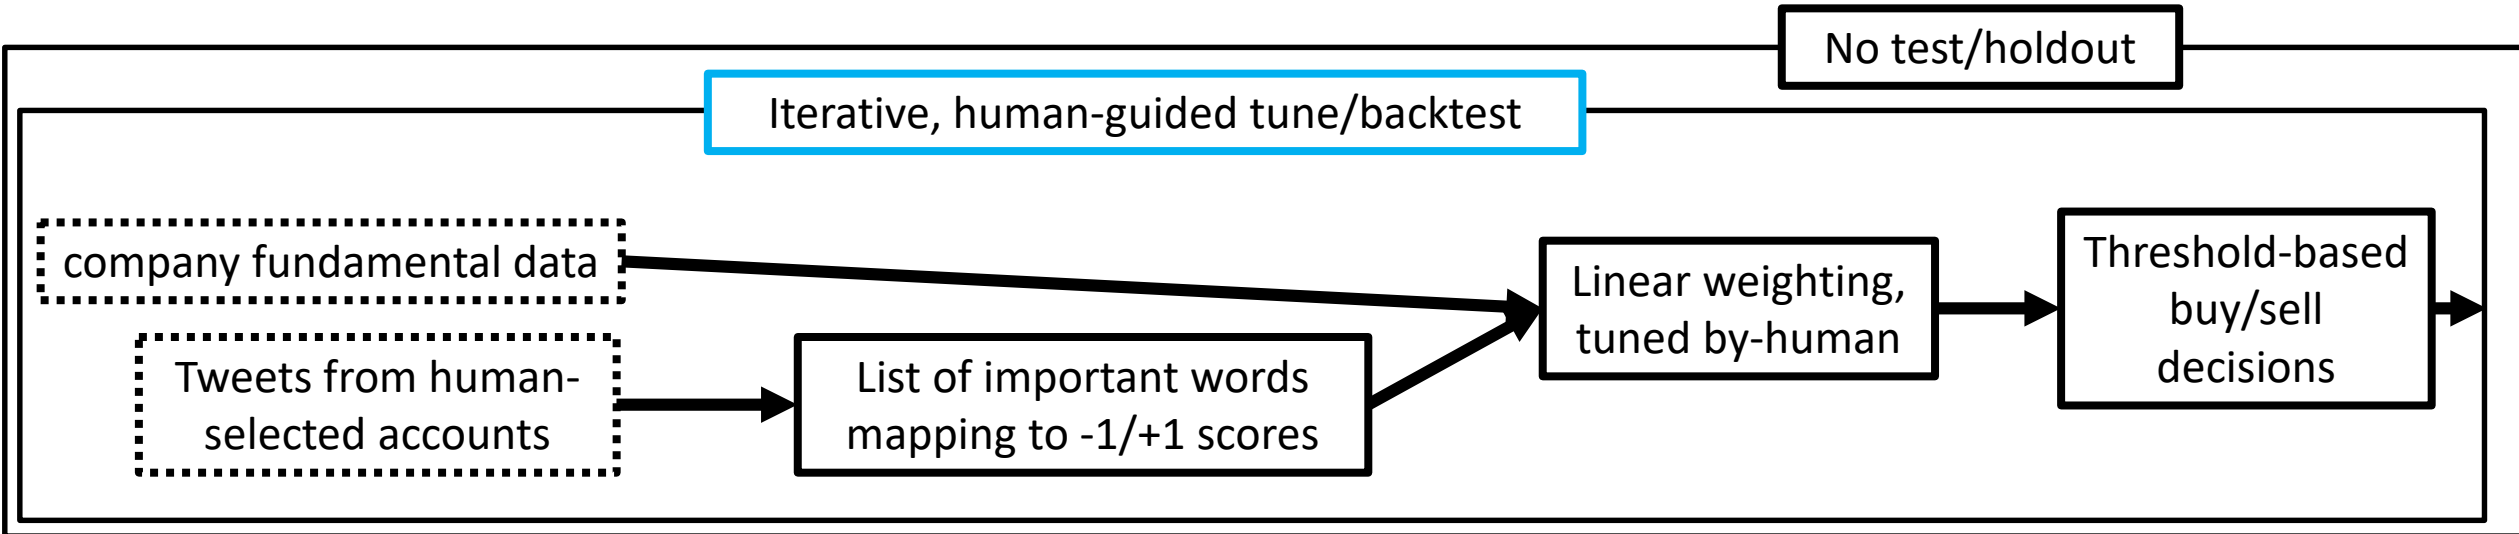 No test/holdout
Iterative, human-guided tune/backtest
company fundamental data
Tweets from human-
selected accounts
List of important words
mapping to -1/+1 scores
Linear weighting,
tuned by-human
Threshold-based
buy/sell
decisions